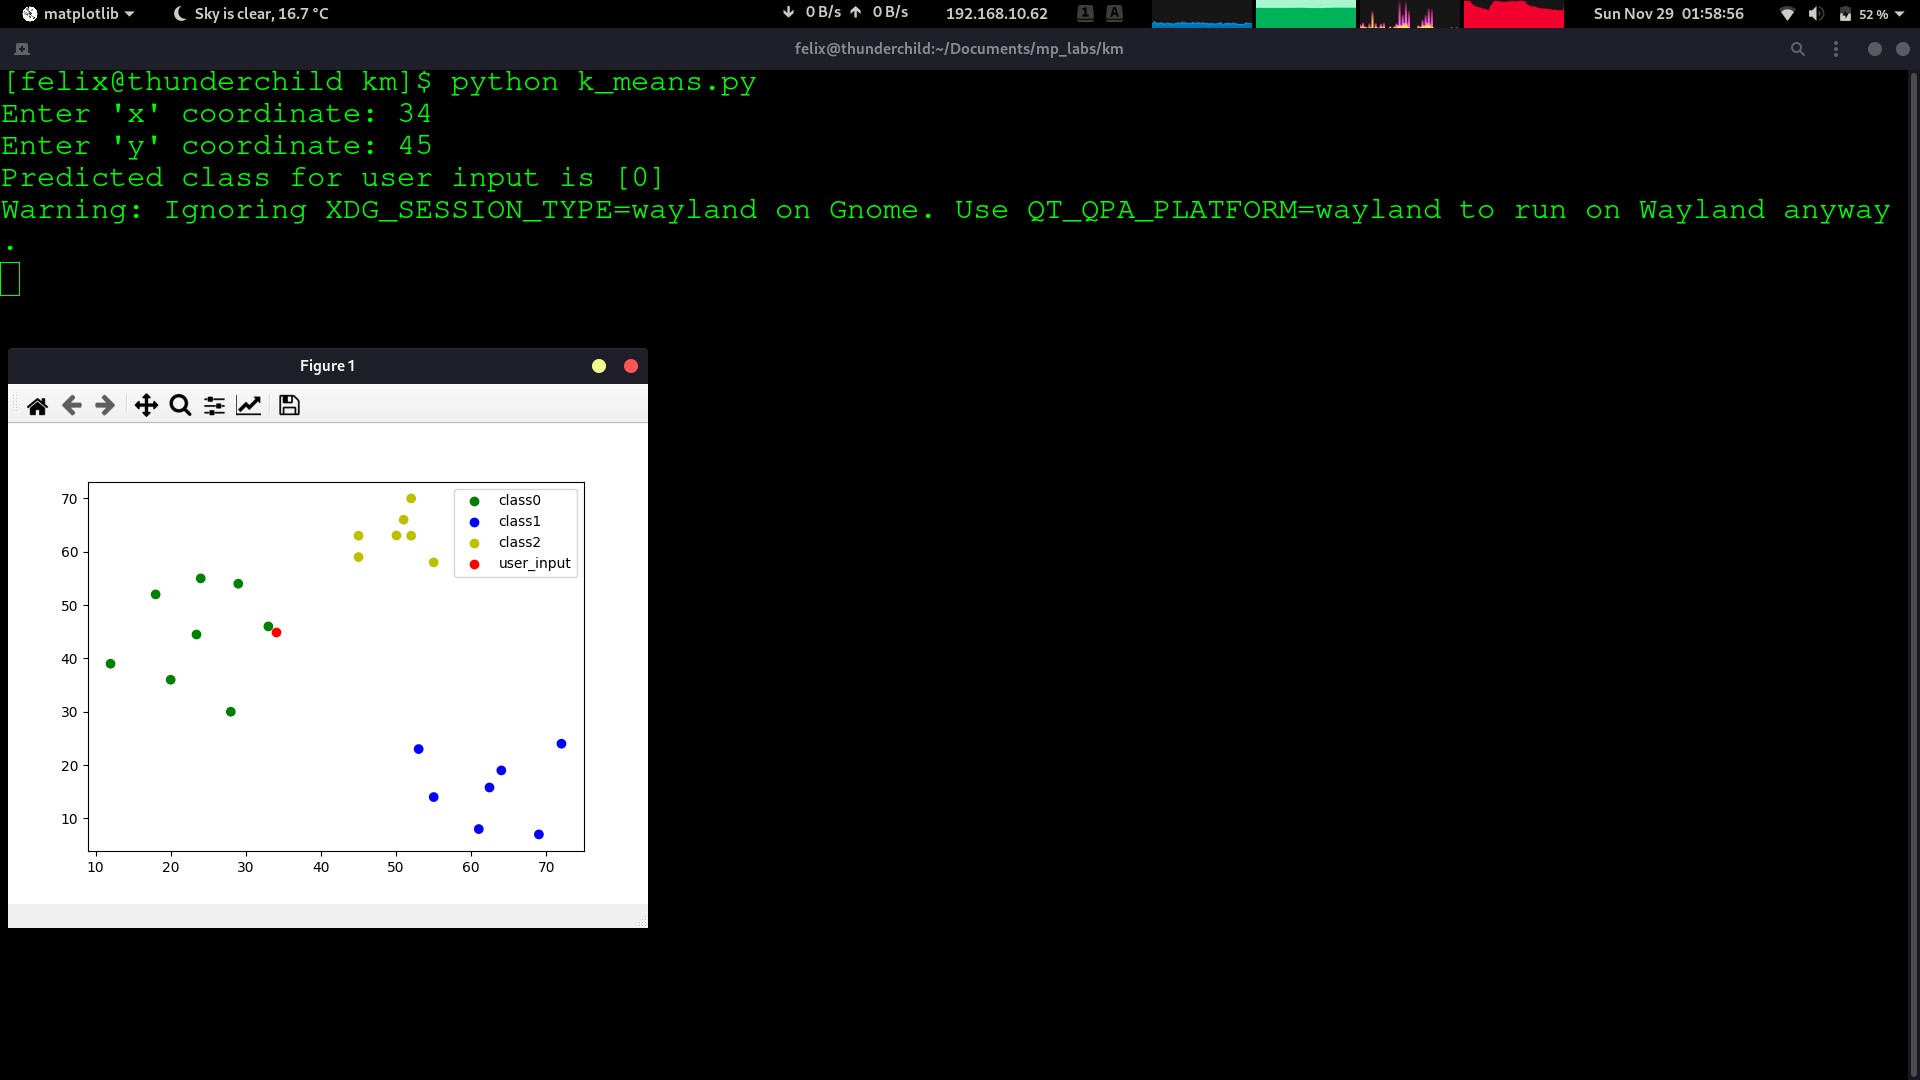 matplotlib Sky is clear, 16.7 °C 0 B/s 0 B/s 192.168.10.62 1 A Sun Nov 29 01:58:56 52 %
felix@thunderchild:~/Documents/mp_labs/km
[felix@thunderchild km]$ python k_means.py
Enter 'x' coordinate: 34
Enter 'y' coordinate: 45
Predicted class for user input is [0]
Warning: Ignoring XDG_SESSION_TYPE=wayland on Gnome. Use QT_QPA_PLATFORM=wayland to run on Wayland anyway
.
Figure 1
class0
class1
class2
user_input
70
60
50
40
30
20
10
10 20 30 40 50 60 70